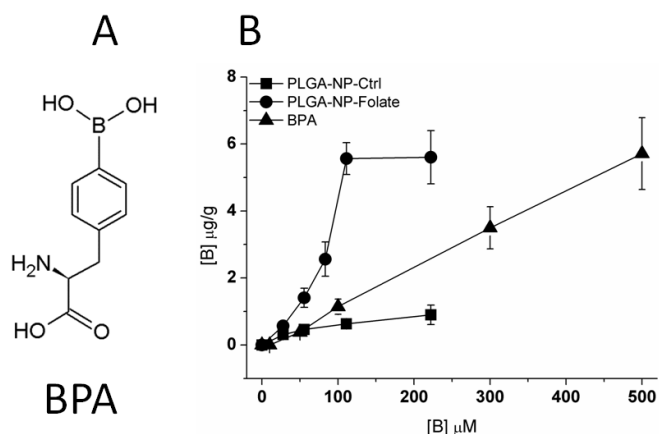 A
B
HO
OH
B
H₂N
HO
O
BPA
PLGA-NP-Ctrl
PLGA-NP-Folate
BPA
[B] µg/g
8
6
4
2
0
0
100
200
300
400
500
[B] µM